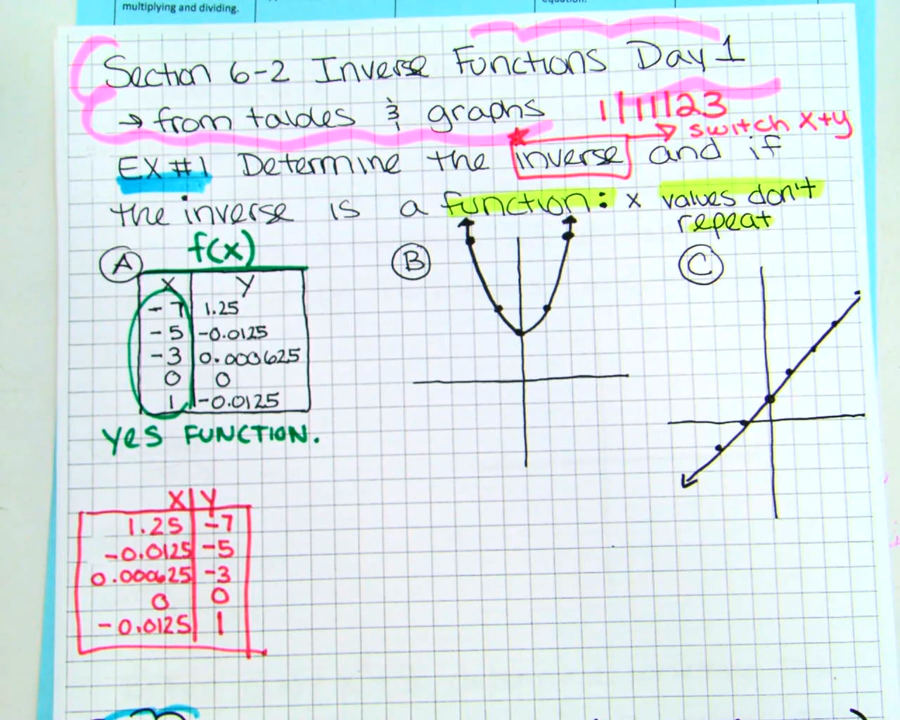 multiplying and dividing.
Section 6-2 Inverse Functions Day 1
→ from tables & graphs 1/11/23
→ switch x+y
EX #1 Determine the inverse and if
the inverse is a function: x values don't
repeat
A f(x)
x y
-7 1.25
-5 -0.0125
-3 0.000625
0 0
1 -0.0125
YES FUNCTION.
B
C
X Y
1.25 -7
-0.0125 -5
0.000625 -3
0 0
-0.0125 1